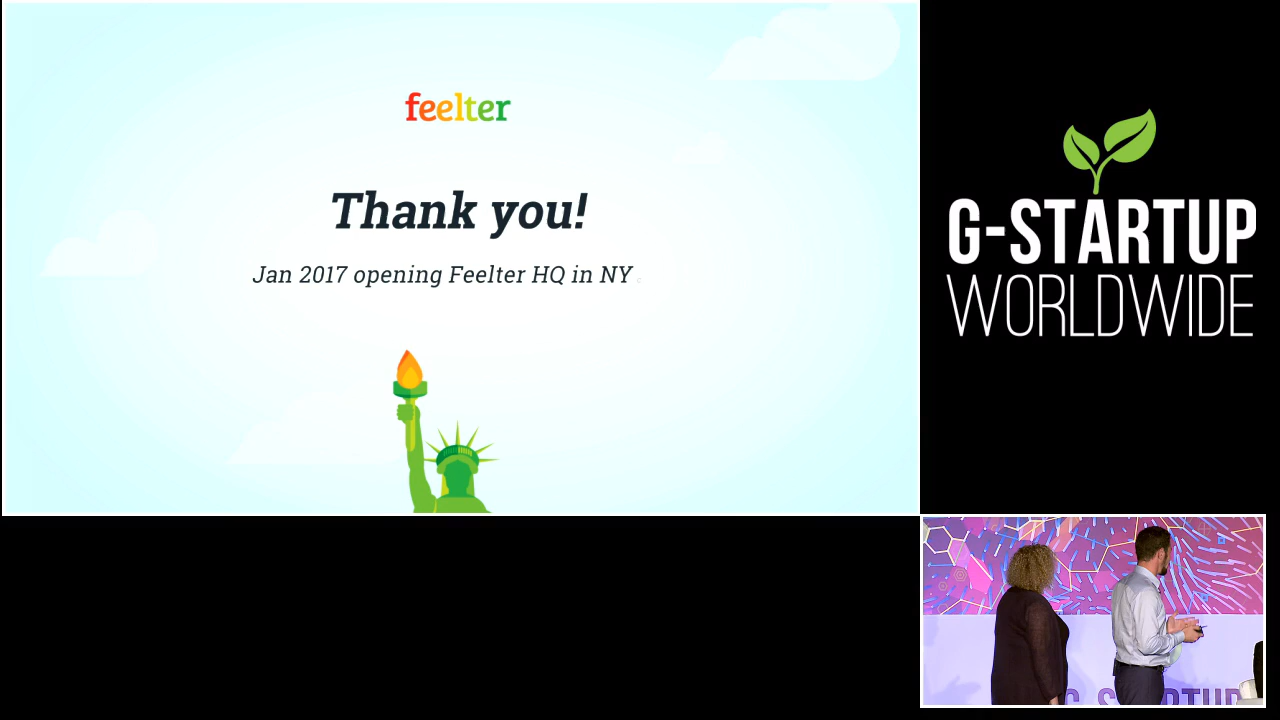 feelter
Thank you!
Jan 2017 opening Feelter HQ in NY
G-STARTUP
WORLDWIDE